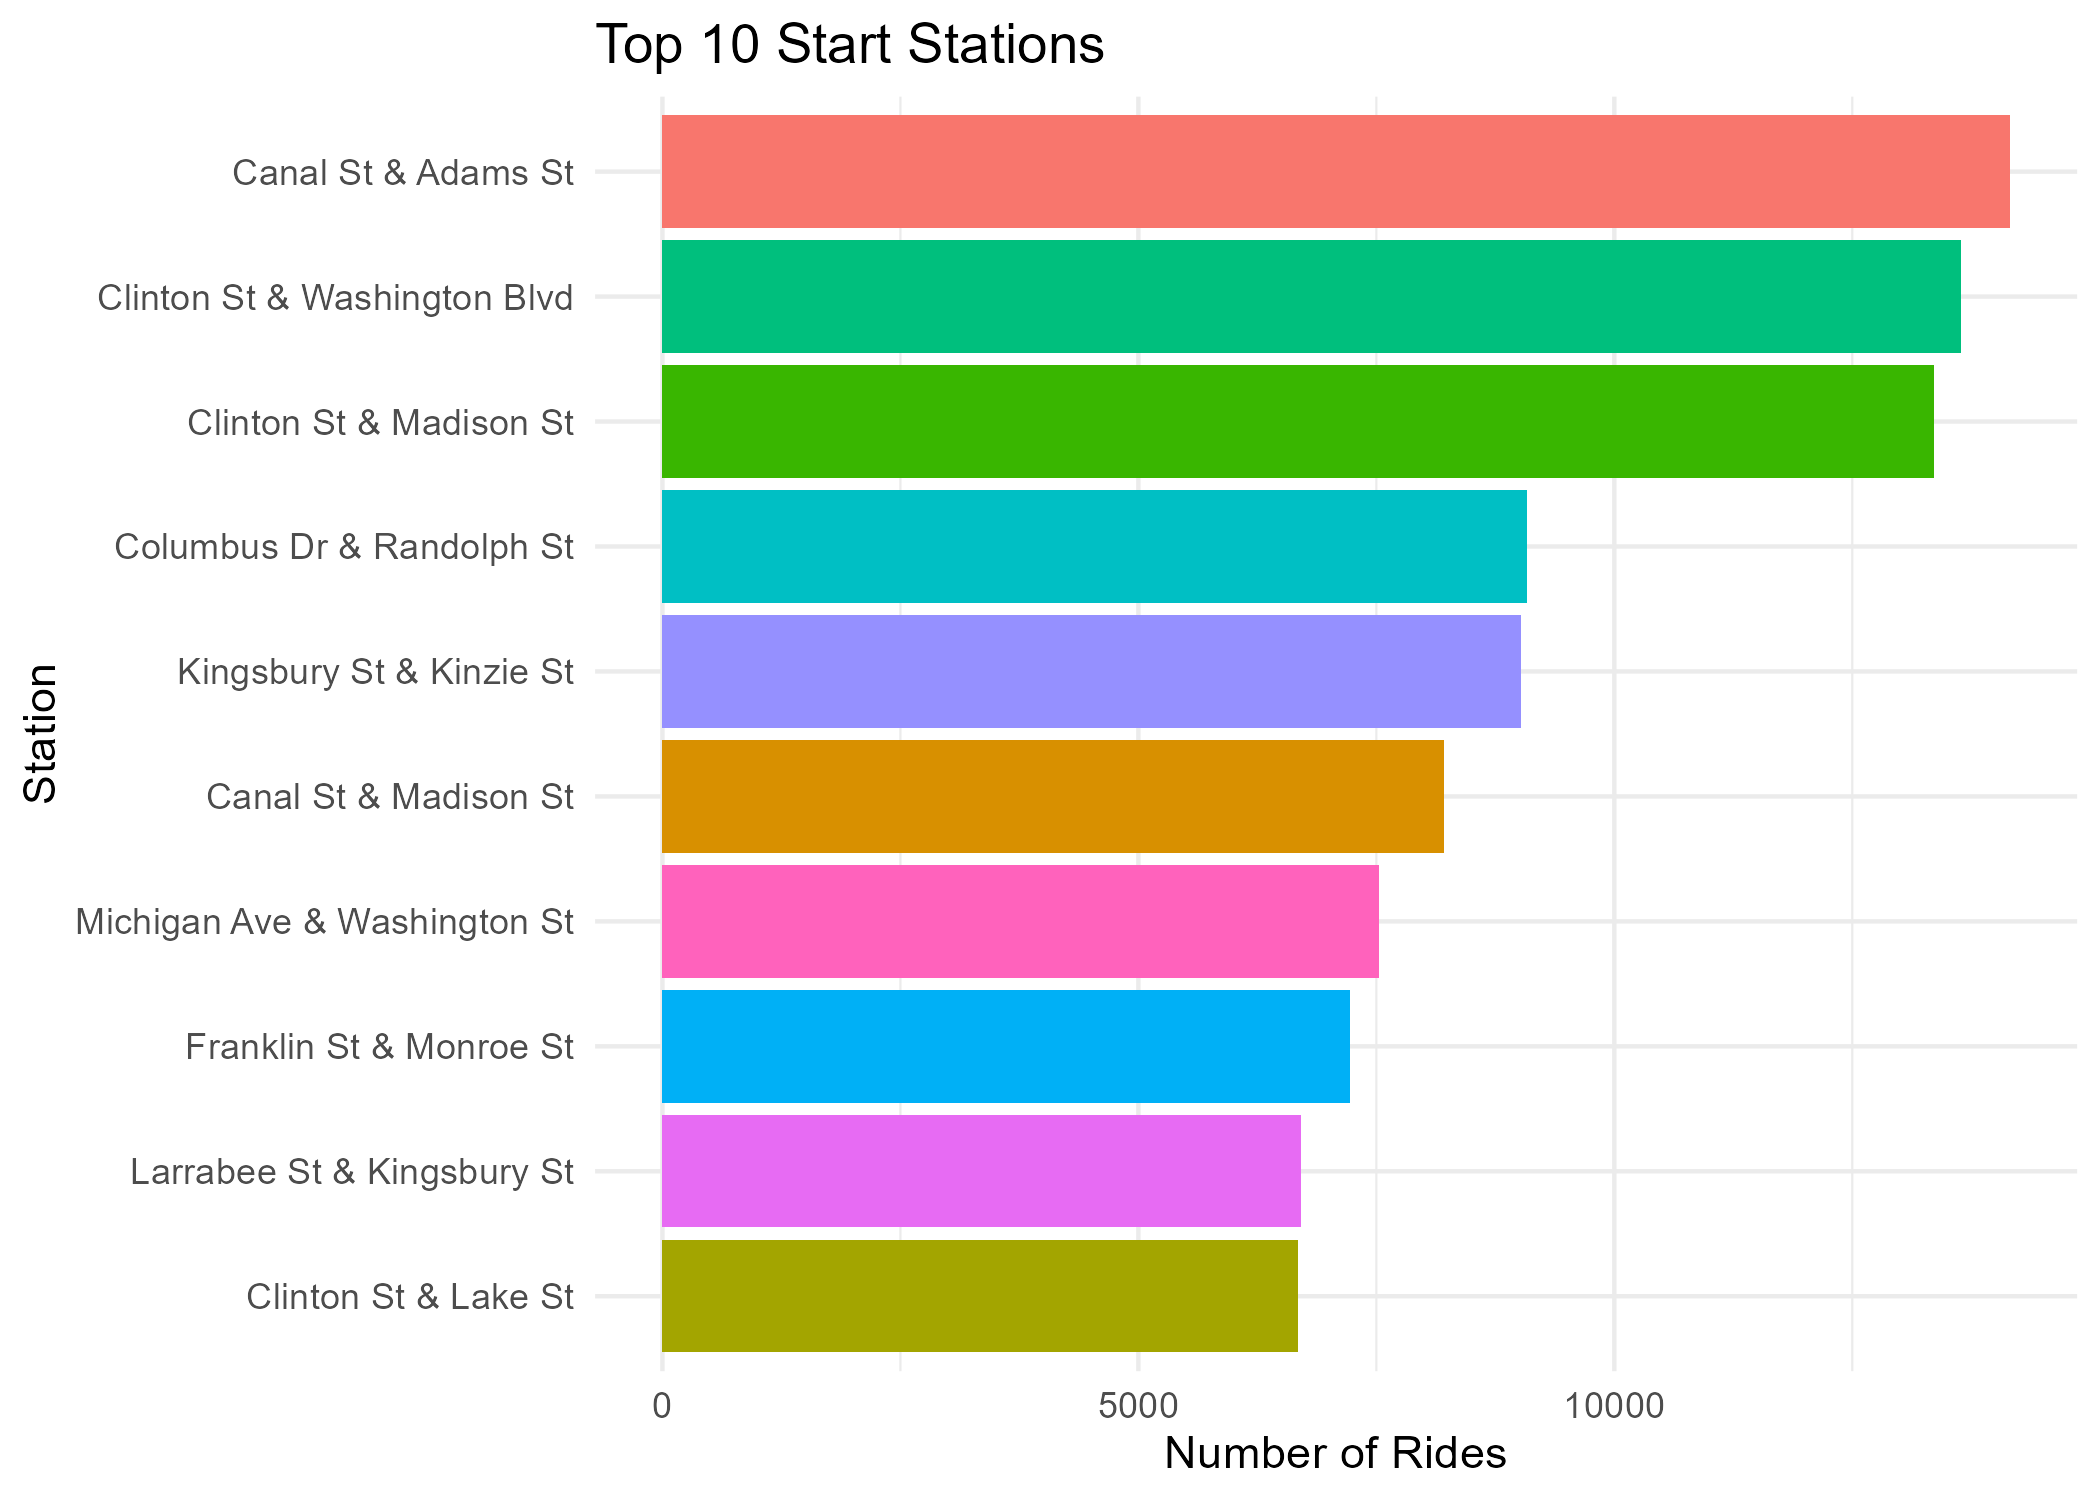 Top 10 Start Stations
Station
Canal St & Adams St
Clinton St & Washington Blvd
Clinton St & Madison St
Columbus Dr & Randolph St
Kingsbury St & Kinzie St
Canal St & Madison St
Michigan Ave & Washington St
Franklin St & Monroe St
Larrabee St & Kingsbury St
Clinton St & Lake St
0 5000 10000
Number of Rides